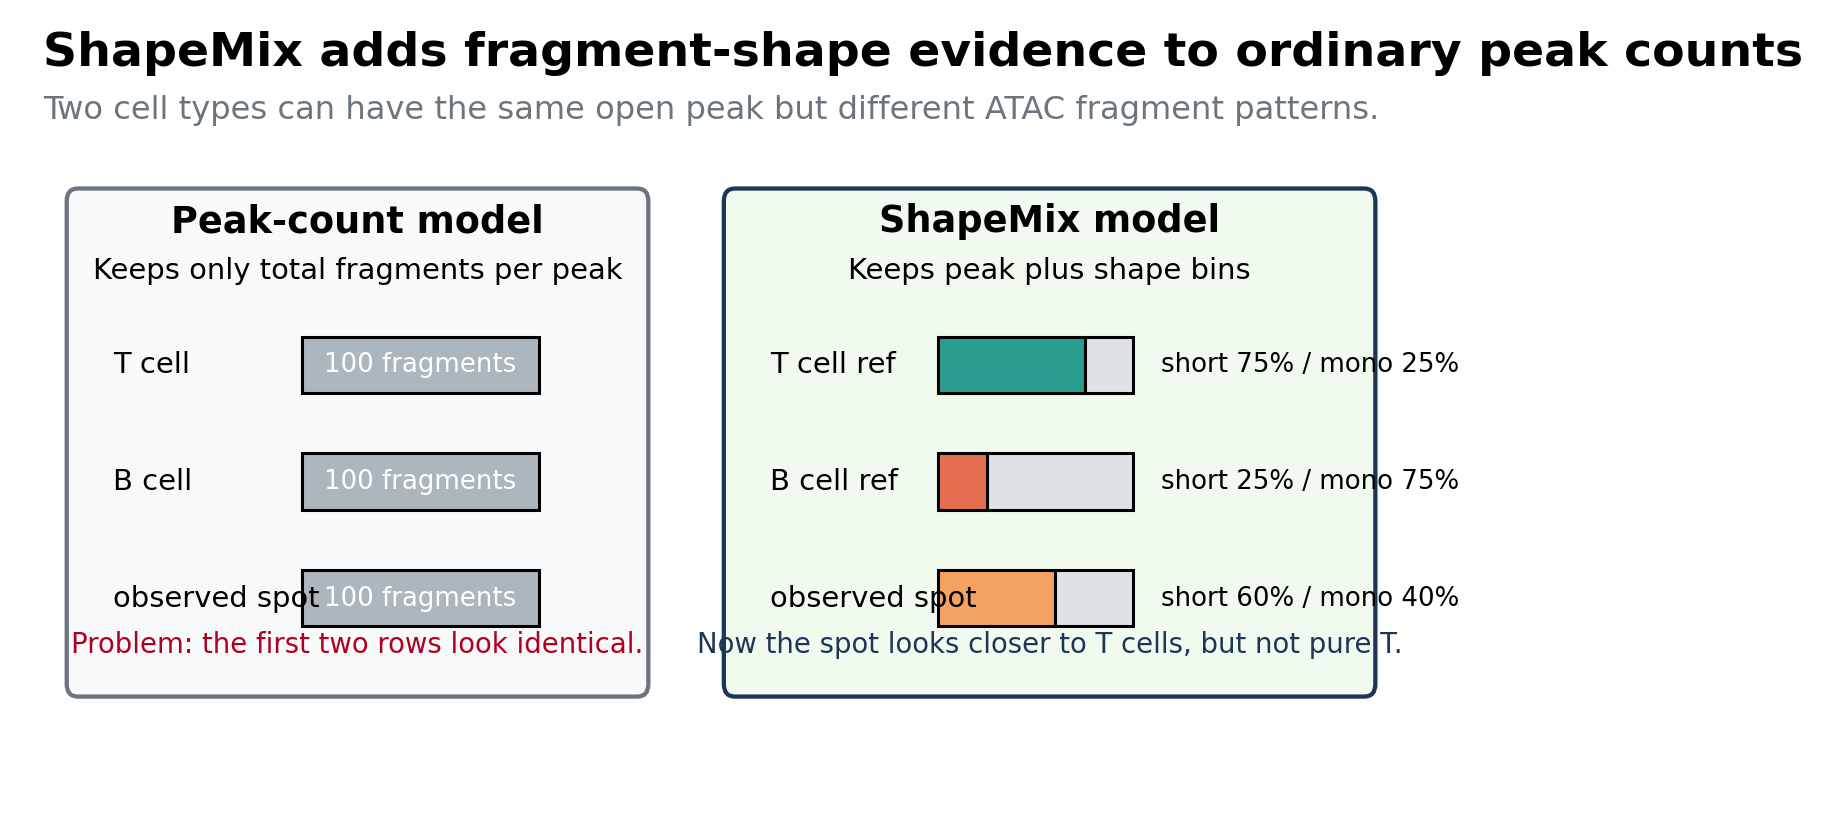 ShapeMix adds fragment-shape evidence to ordinary peak counts
Two cell types can have the same open peak but different ATAC fragment patterns.
Peak-count model
Keeps only total fragments per peak
T cell
100 fragments
B cell
100 fragments
observed spot
100 fragments
Problem: the first two rows look identical.
ShapeMix model
Keeps peak plus shape bins
T cell ref
short 75% / mono 25%
B cell ref
short 25% / mono 75%
observed spot
short 60% / mono 40%
Now the spot looks closer to T cells, but not pure T.